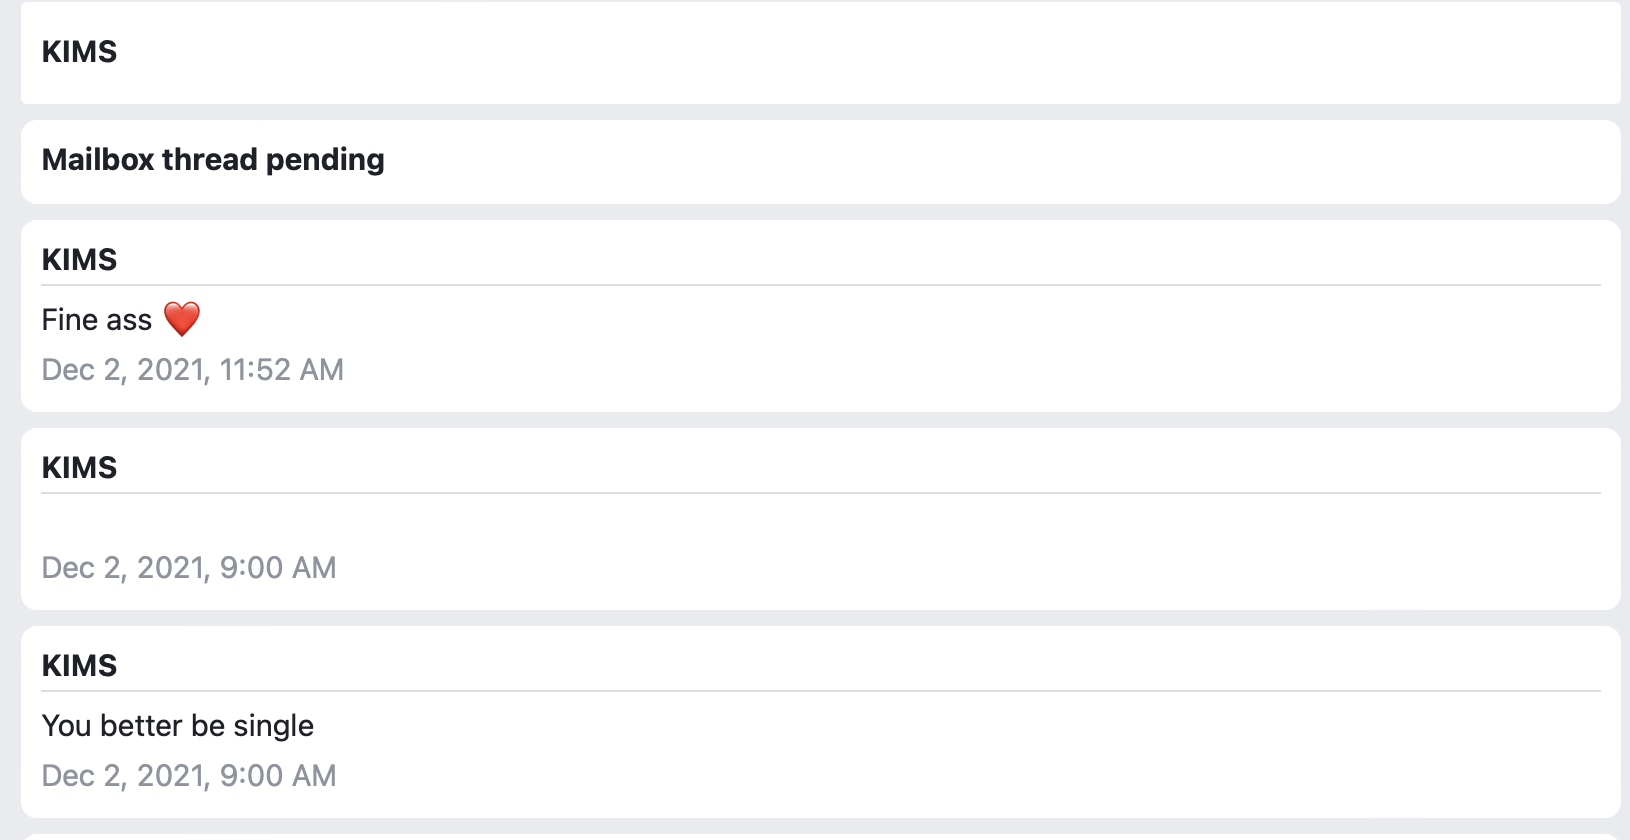 KIMS
Mailbox thread pending
KIMS
Fine ass ❤️
Dec 2, 2021, 11:52 AM
KIMS
Dec 2, 2021, 9:00 AM
KIMS
You better be single
Dec 2, 2021, 9:00 AM